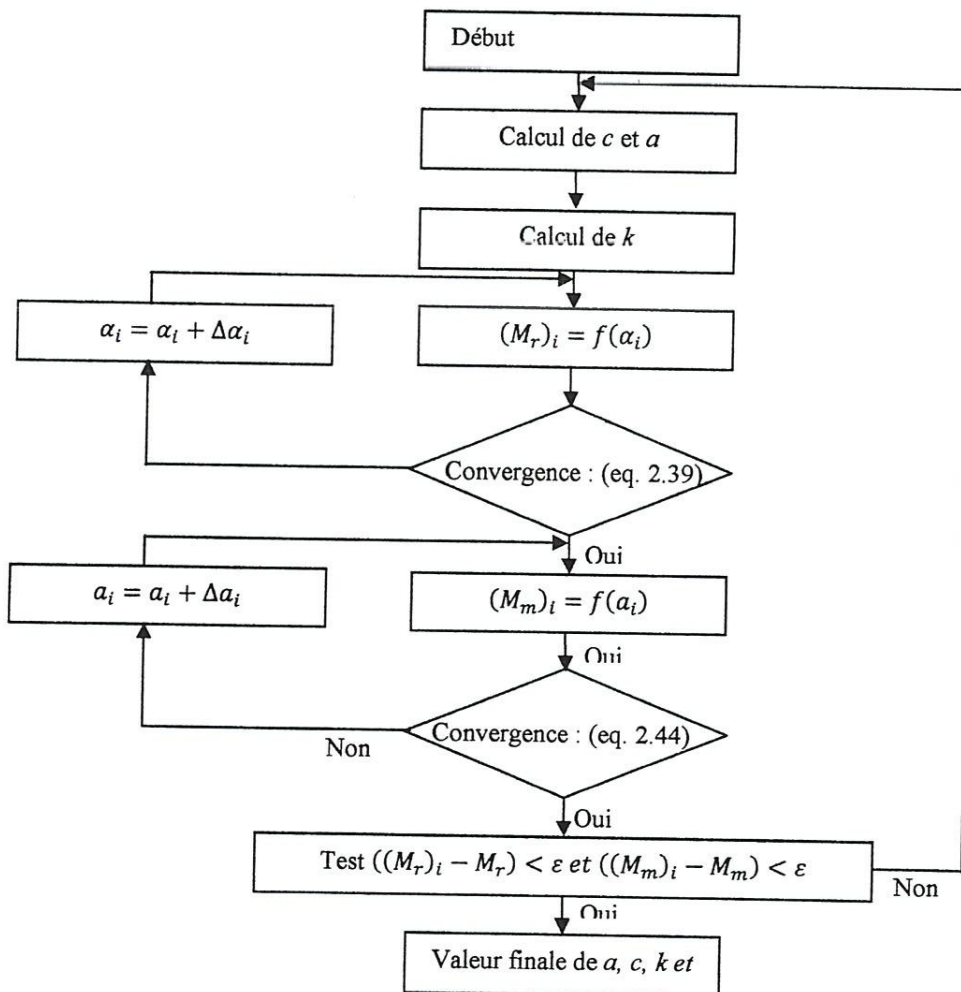 Début
Calcul de c et a
Calcul de k
α_i = α_i + Δα_i
(M_r)_i = f(α_i)
Convergence : (eq. 2.39)
Oui
a_i = a_i + Δa_i
(M_m)_i = f(a_i)
Oui
Convergence : (eq. 2.44)
Non
Oui
Test ((M_r)_i − M_r) < ε et ((M_m)_i − M_m) < ε
Non
Oui
Valeur finale de a, c, k et